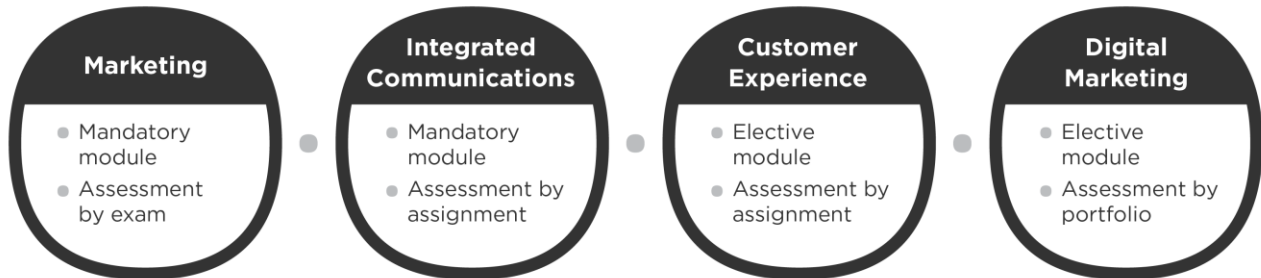 Marketing
Mandatory
module
Assessment
by exam
Integrated
Communications
Mandatory
module
Assessment by
assignment
Customer
Experience
Elective
module
Assessment by
assignment
Digital
Marketing
Elective
module
Assessment by
portfolio